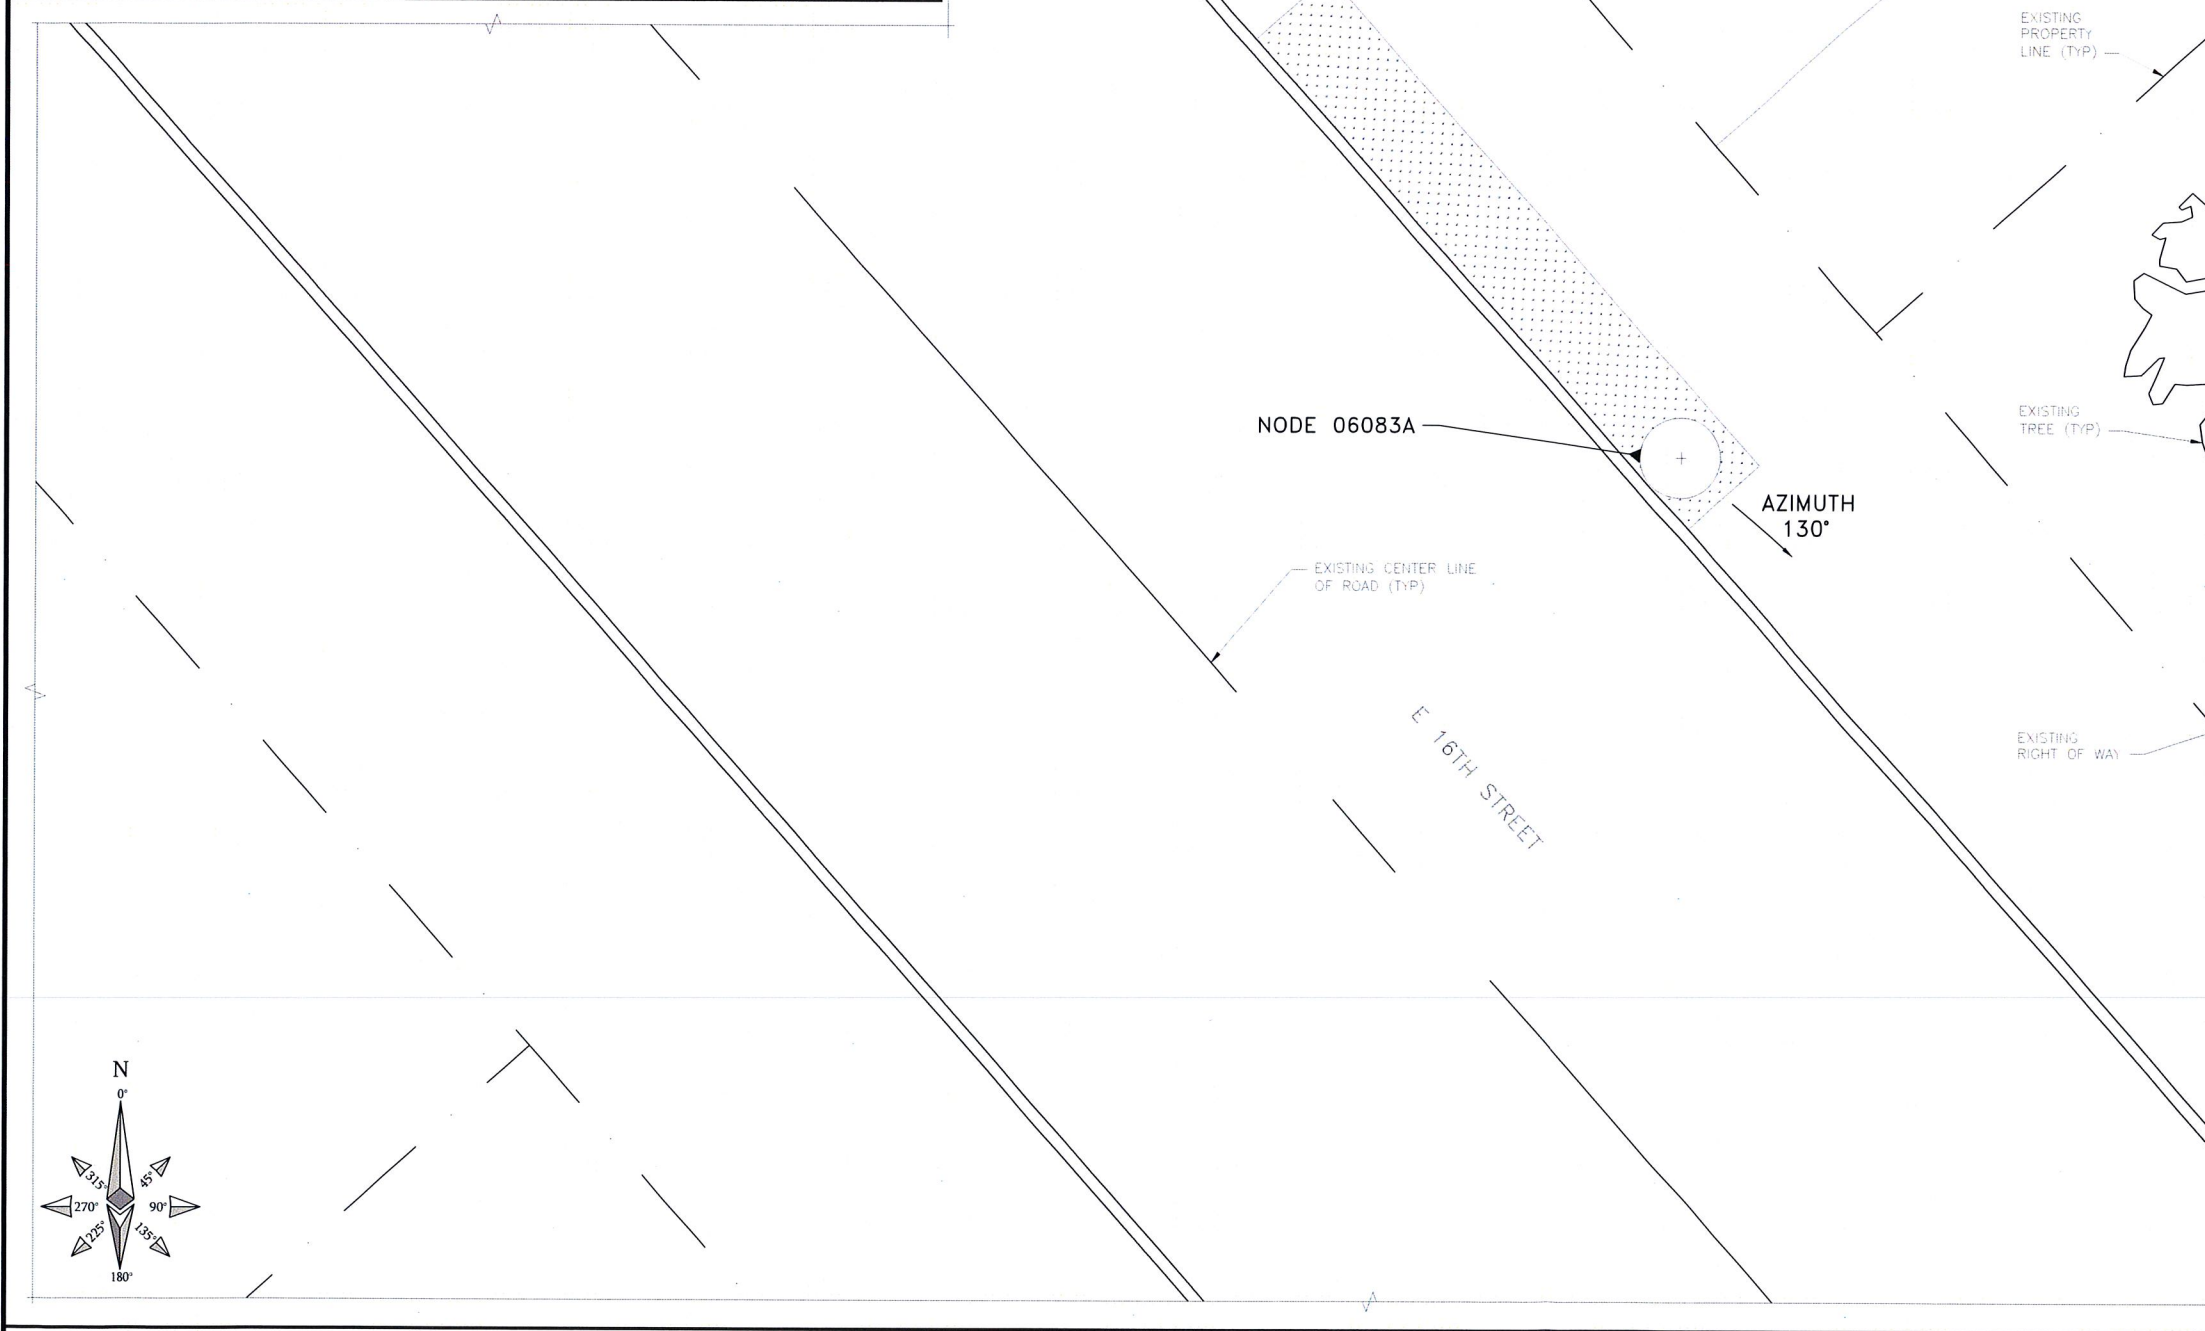 EXISTING
PROPERTY
LINE (TYP)
NODE 06083A
EXISTING
TREE (TYP)
AZIMUTH
130°
EXISTING CENTER LINE
OF ROAD (TYP)
E 16TH STREET
EXISTING
RIGHT OF WAY
N
0°
315°
45°
270°
90°
225°
135°
180°